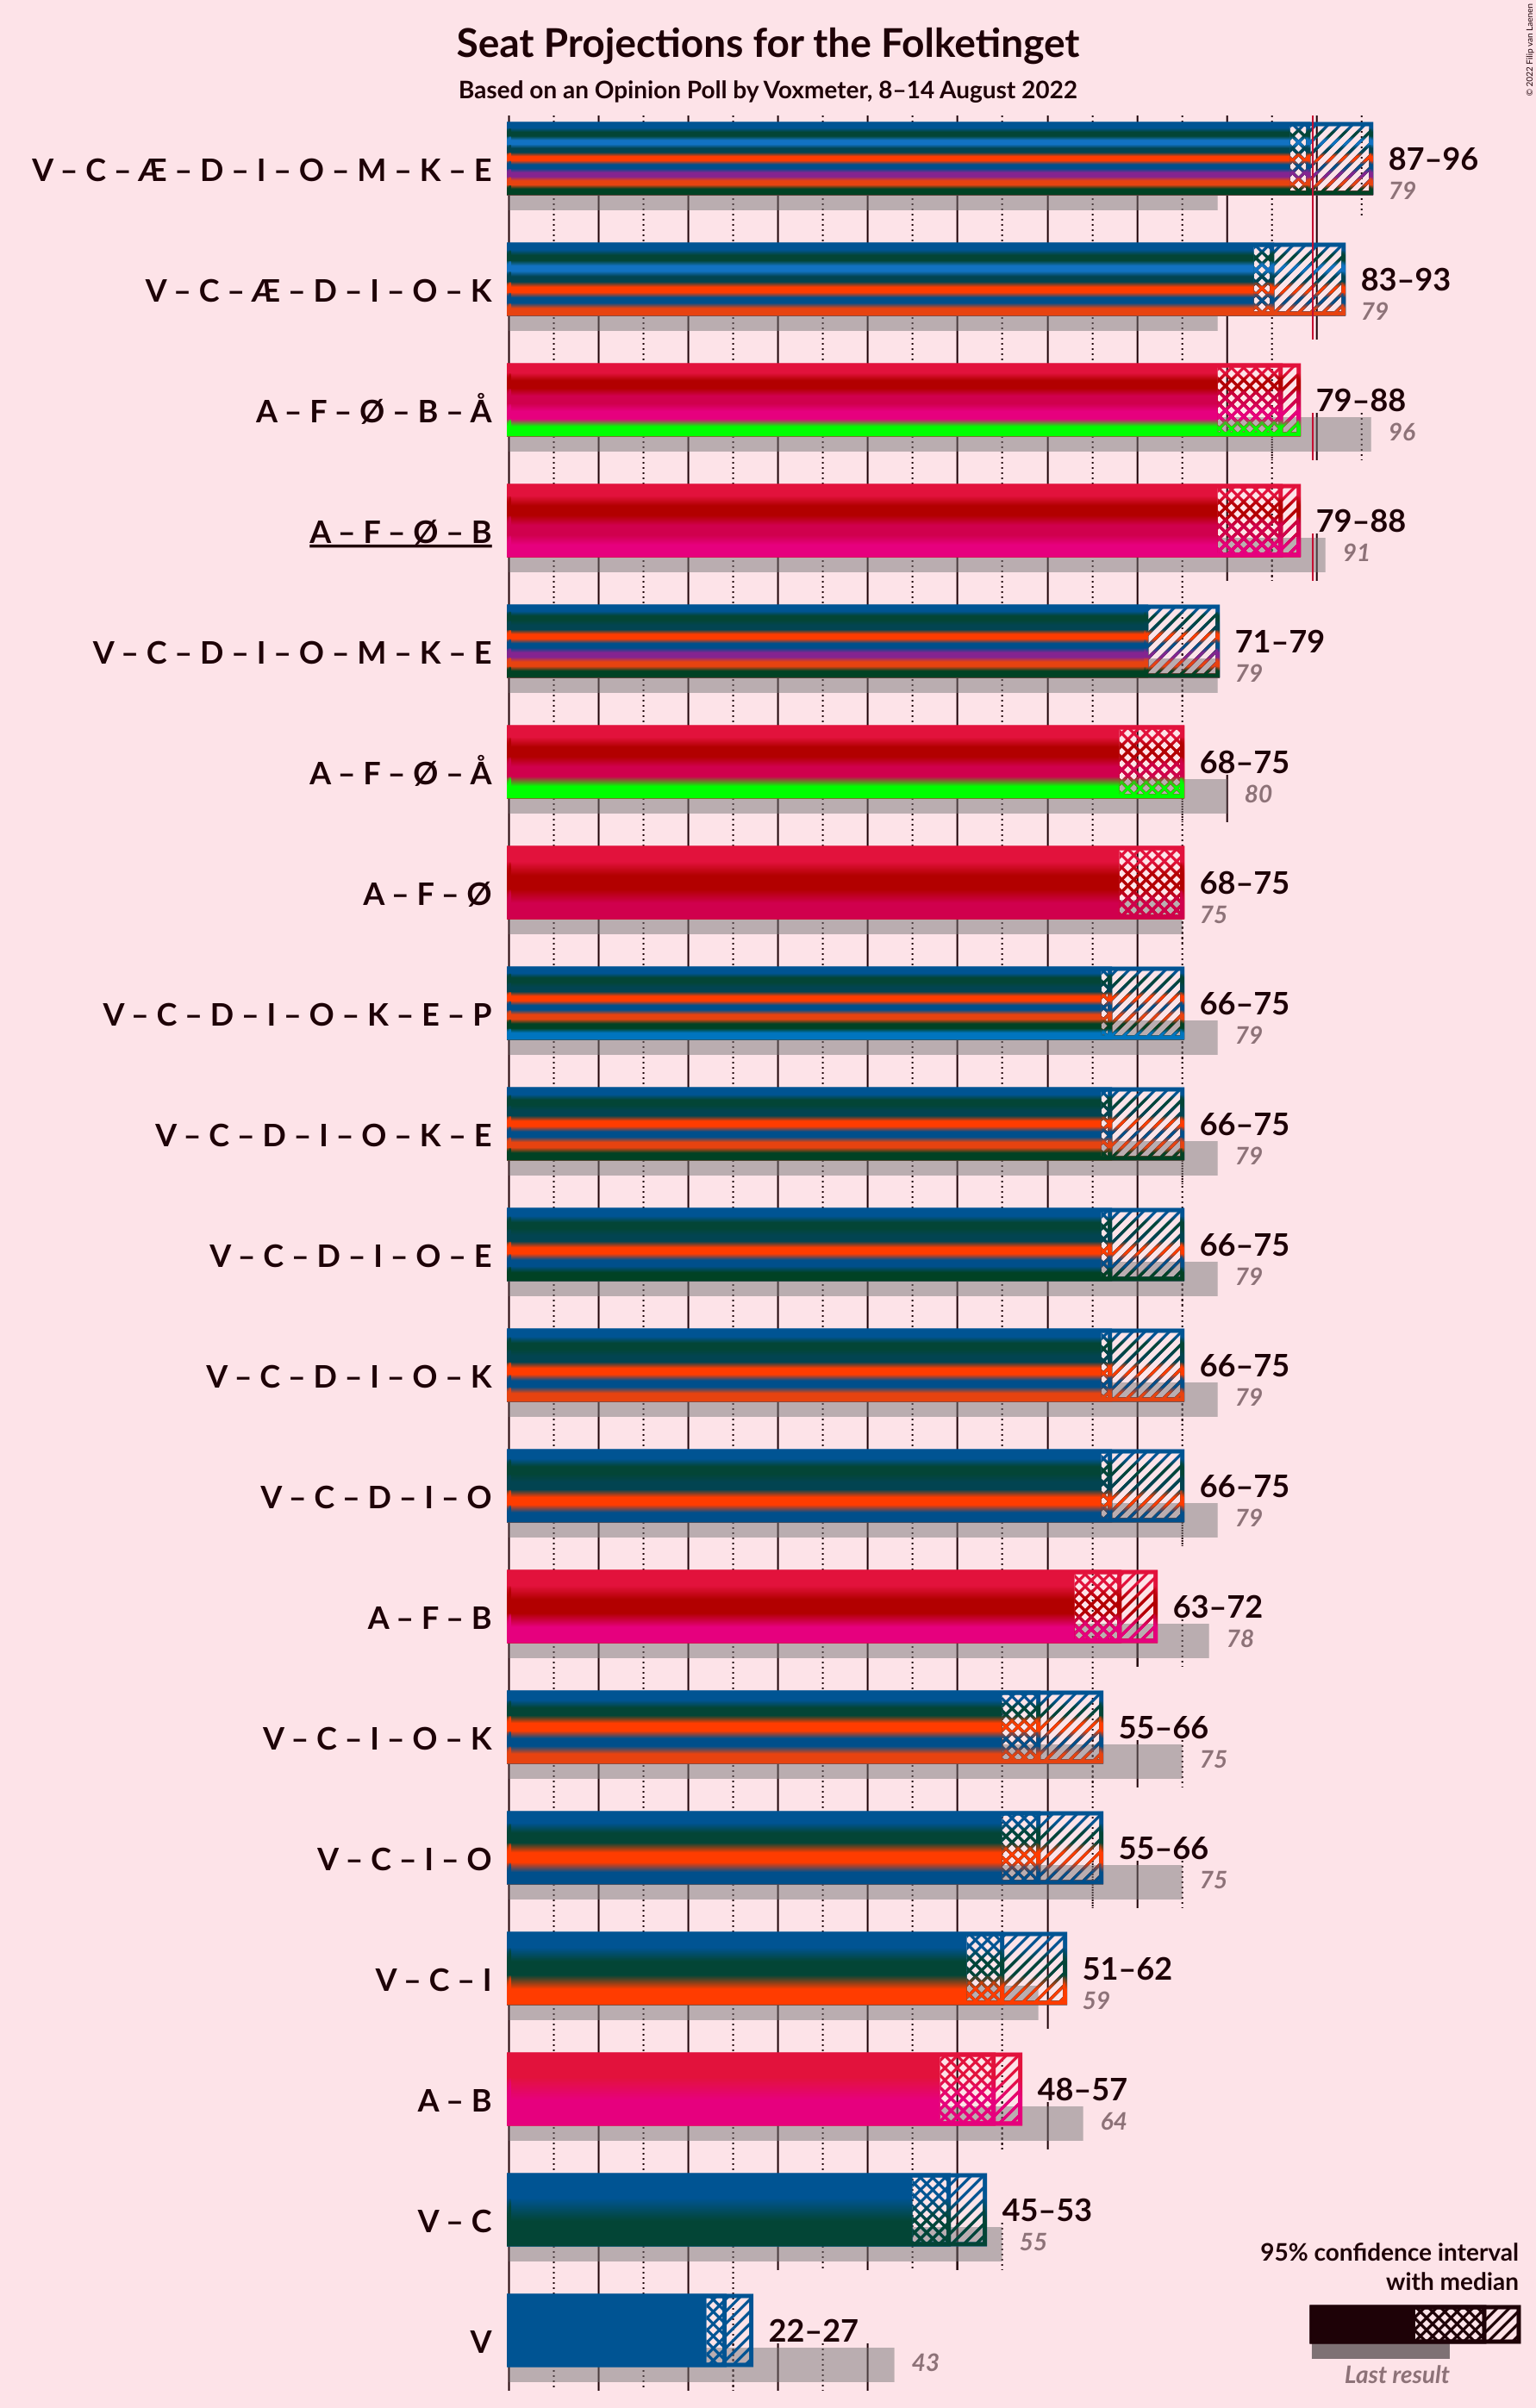 Seat Projections for the Folketinget
Based on an Opinion Poll by Voxmeter, 8–14 August 2022
© 2022 Filip van Laenen
V – C – Æ – D – I – O – M – K – E
87–96
79
V – C – Æ – D – I – O – K
83–93
79
A – F – Ø – B – Å
79–88
96
A – F – Ø – B
79–88
91
V – C – D – I – O – M – K – E
71–79
79
A – F – Ø – Å
68–75
80
A – F – Ø
68–75
75
V – C – D – I – O – K – E – P
66–75
79
V – C – D – I – O – K – E
66–75
79
V – C – D – I – O – E
66–75
79
V – C – D – I – O – K
66–75
79
V – C – D – I – O
66–75
79
A – F – B
63–72
78
V – C – I – O – K
55–66
75
V – C – I – O
55–66
75
V – C – I
51–62
59
A – B
48–57
64
V – C
45–53
55
V
22–27
43
95% confidence interval
with median
Last result